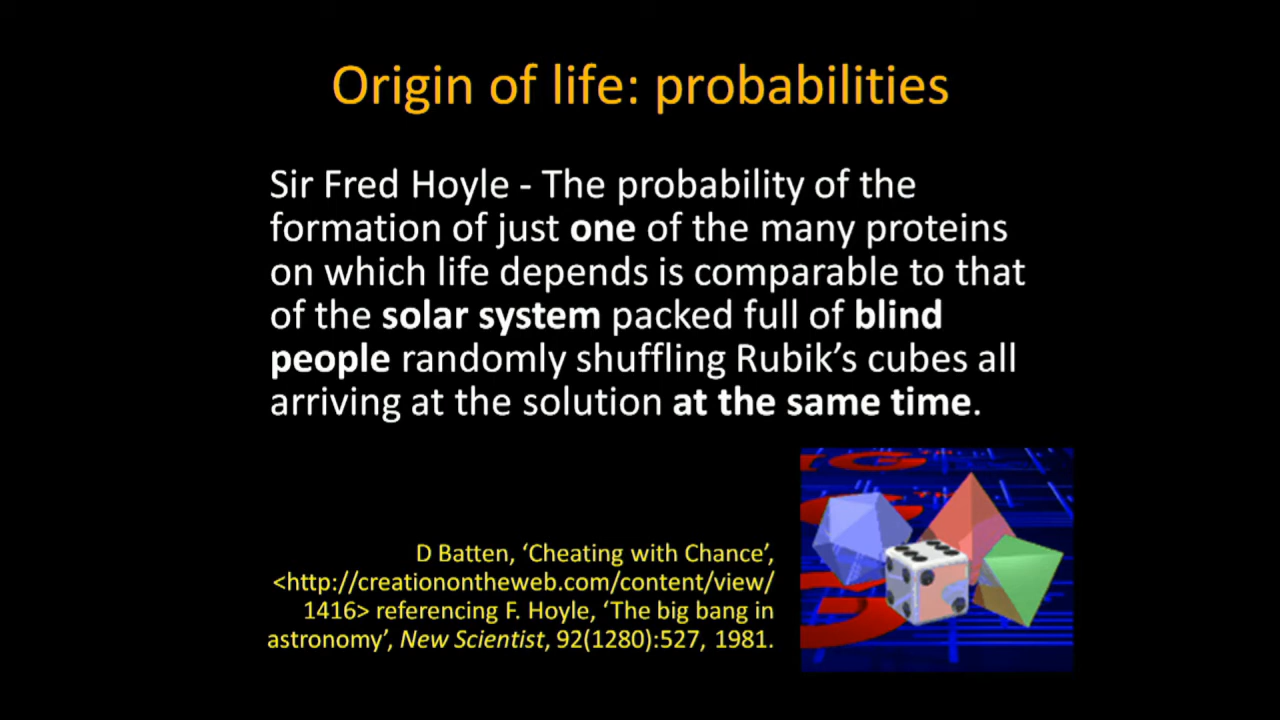 Origin of life: probabilities
Sir Fred Hoyle - The probability of the
formation of just one of the many proteins
on which life depends is comparable to that
of the solar system packed full of blind
people randomly shuffling Rubik's cubes all
arriving at the solution at the same time.
D Batten, ‘Cheating with Chance’,
<http://creationontheweb.com/content/view/
1416> referencing F. Hoyle, ‘The big bang in
astronomy’, New Scientist, 92(1280):527, 1981.